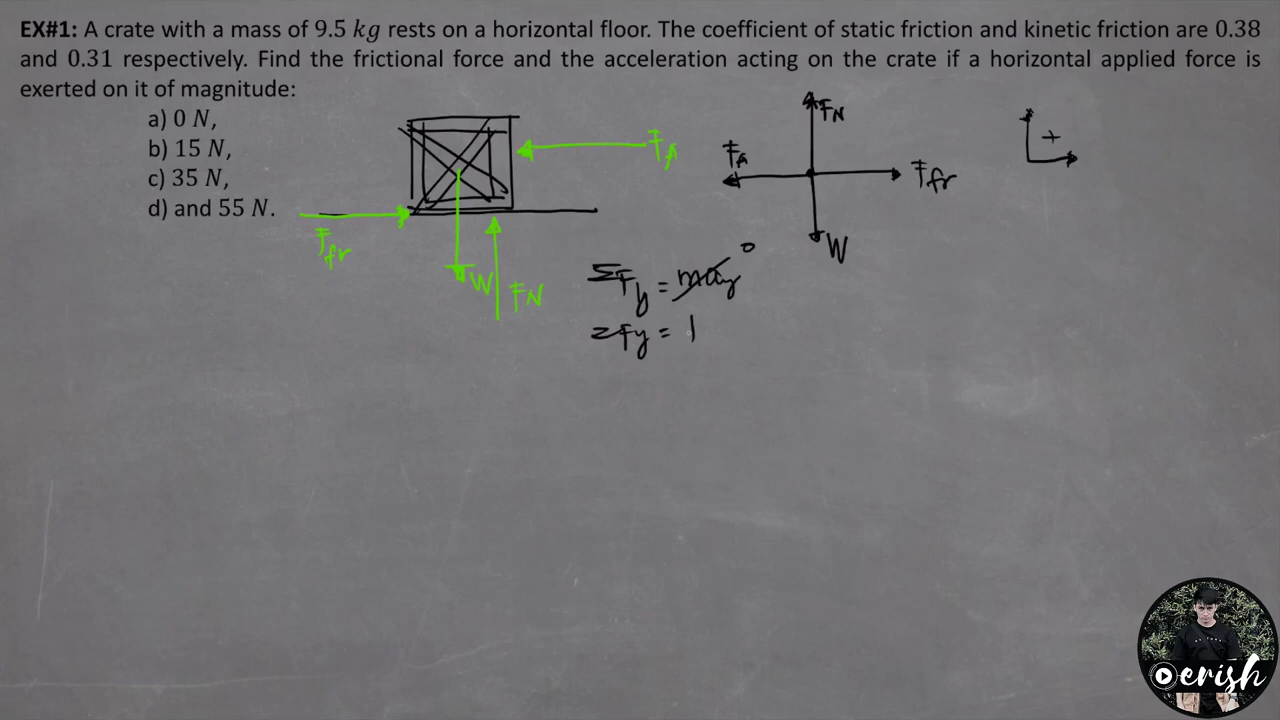 EX#1: A crate with a mass of 9.5 kg rests on a horizontal floor. The coefficient of static friction and kinetic friction are 0.38
and 0.31 respectively. Find the frictional force and the acceleration acting on the crate if a horizontal applied force is
exerted on it of magnitude:
a) 0 N,
b) 15 N,
c) 35 N,
d) and 55 N.
FA
Ffr
W
FN
FN
FA
Ffr
W
+
ΣFy = may 0
ΣFy = 1
erish